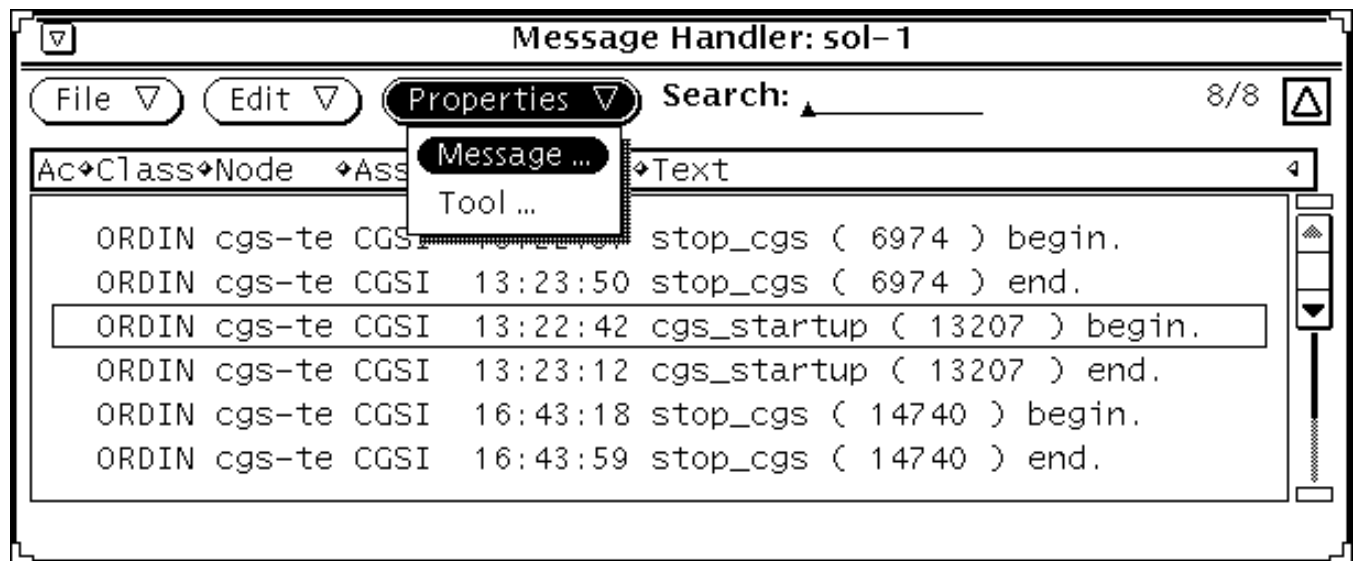 Message Handler: sol-1
File Edit Properties Search: 8/8
Message ...
Ac Class Node Ass Text
Tool ...
ORDIN cgs-te CGSI stop_cgs ( 6974 ) begin.
ORDIN cgs-te CGSI 13:23:50 stop_cgs ( 6974 ) end.
ORDIN cgs-te CGSI 13:22:42 cgs_startup ( 13207 ) begin.
ORDIN cgs-te CGSI 13:23:12 cgs_startup ( 13207 ) end.
ORDIN cgs-te CGSI 16:43:18 stop_cgs ( 14740 ) begin.
ORDIN cgs-te CGSI 16:43:59 stop_cgs ( 14740 ) end.